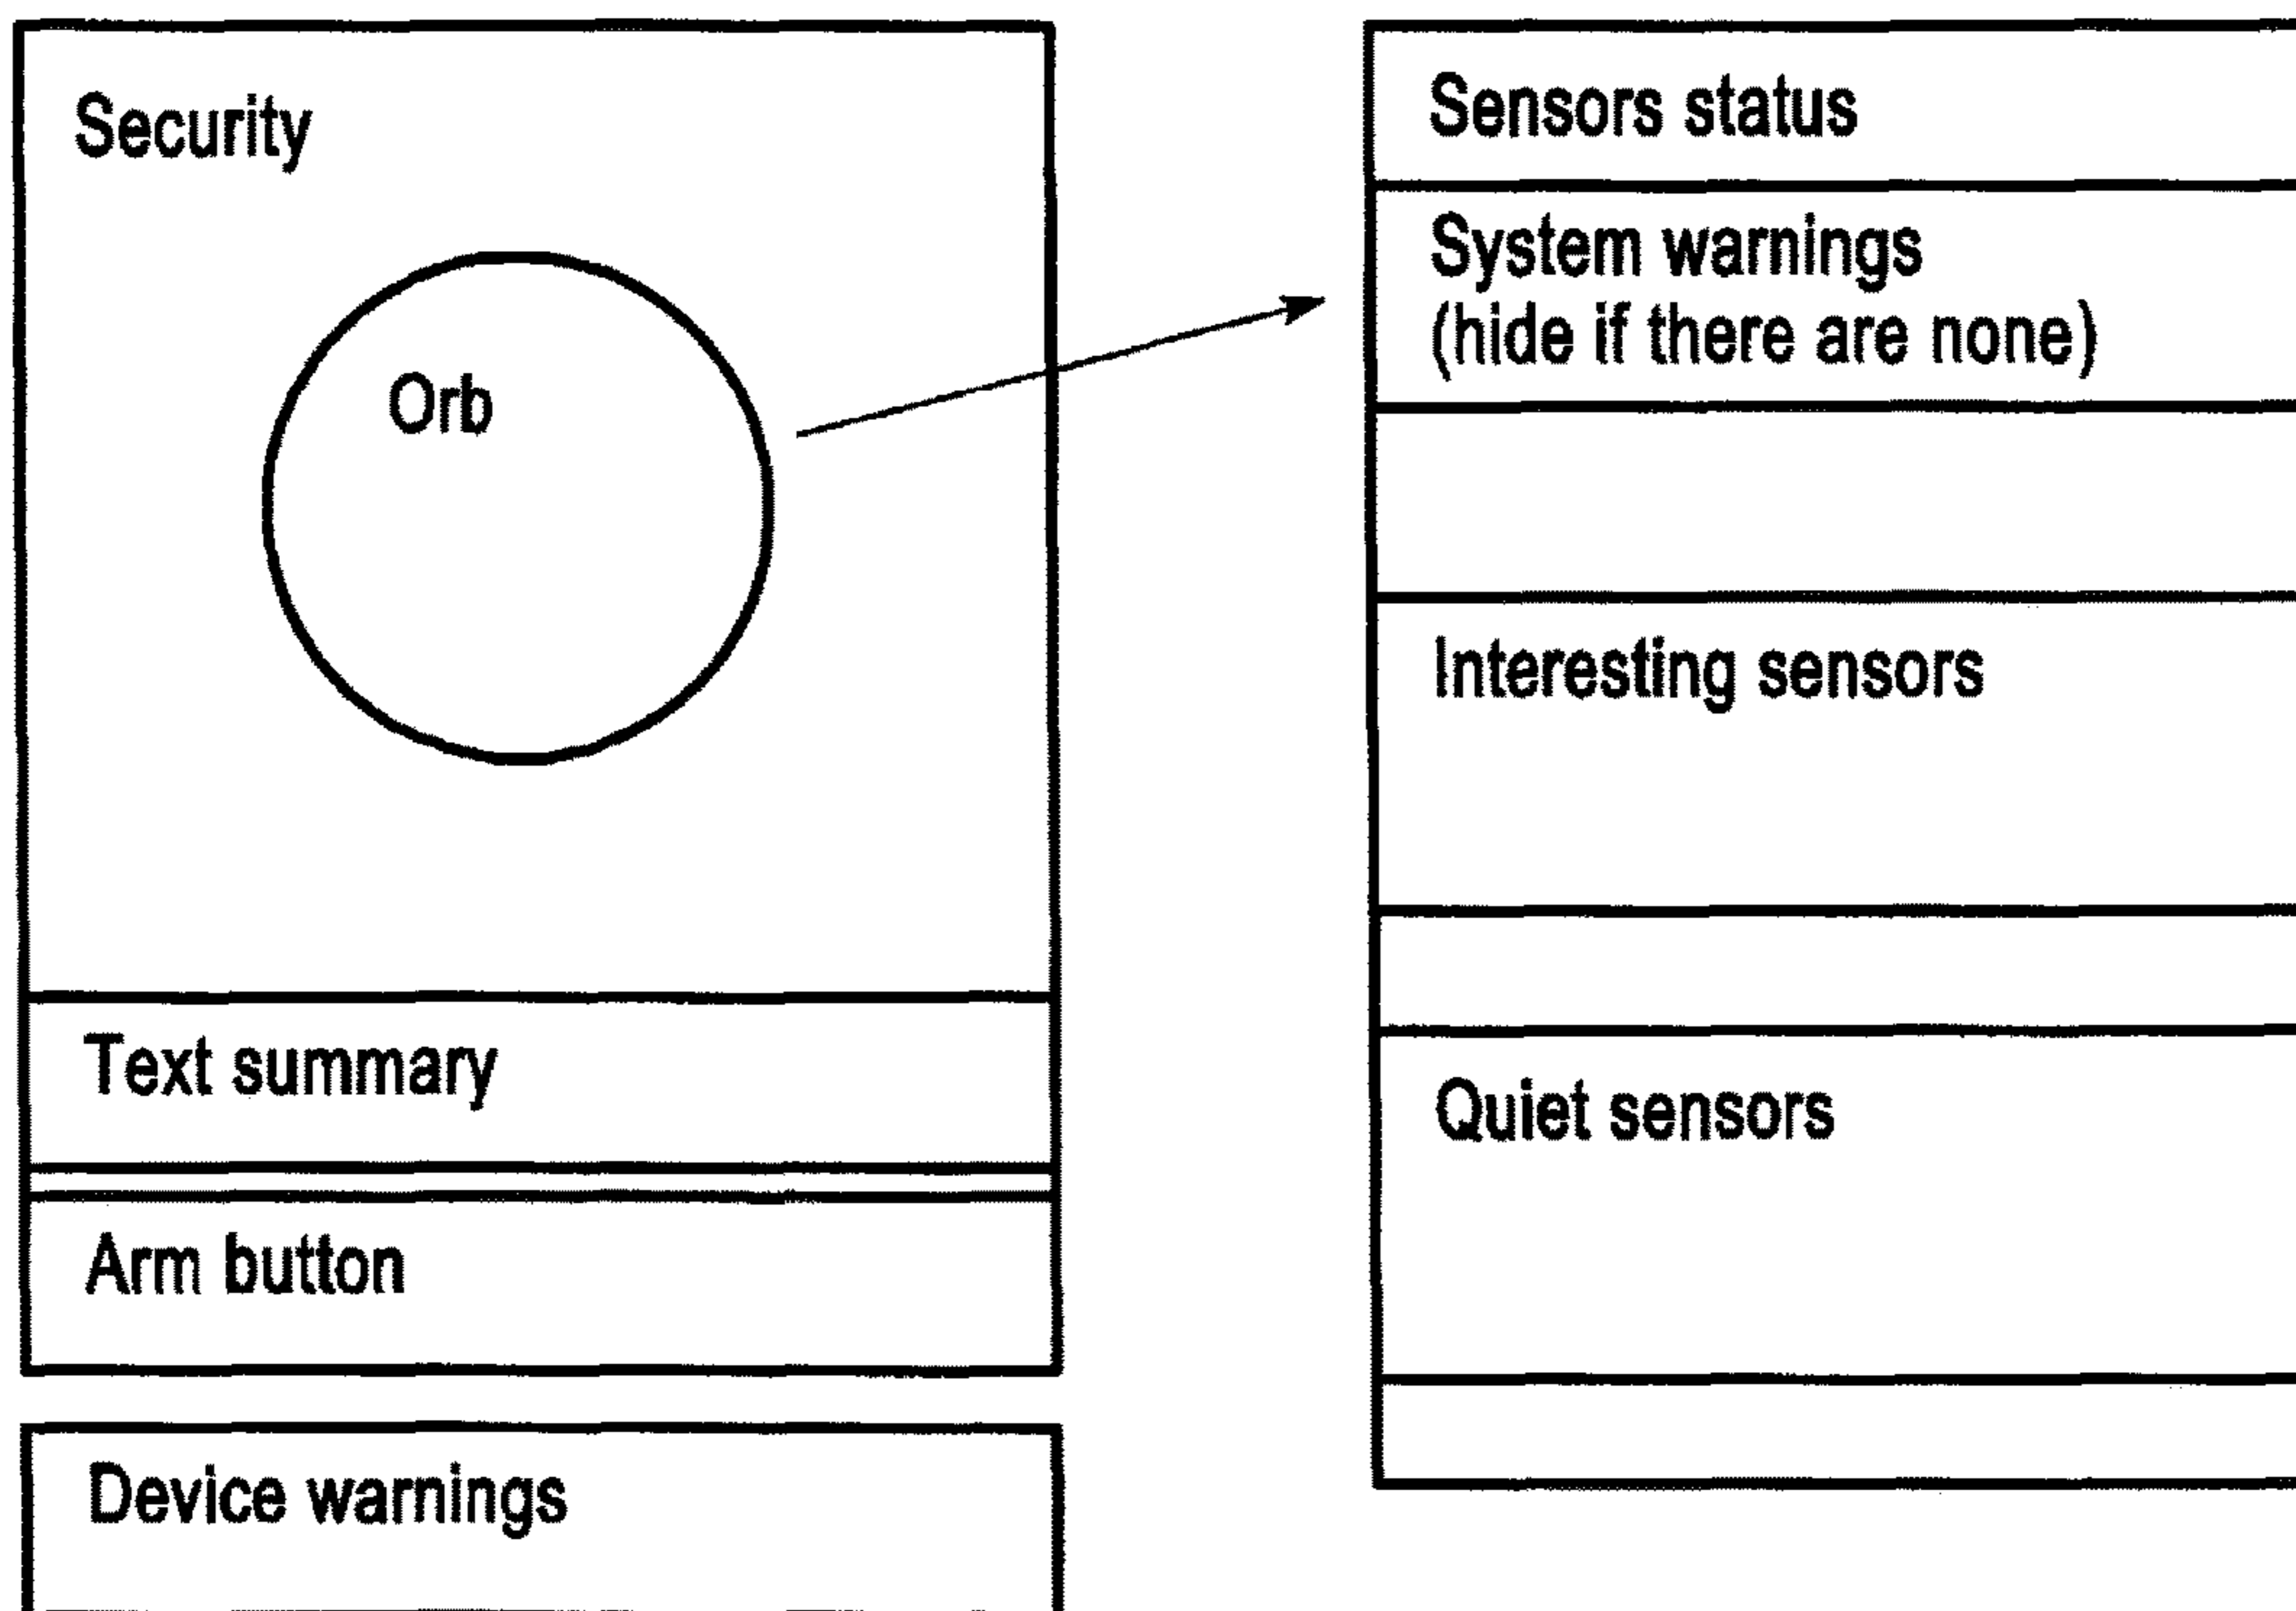 Security
Orb
Text summary
Arm button
Device warnings
Sensors status
System warnings
(hide if there are none)
Interesting sensors
Quiet sensors